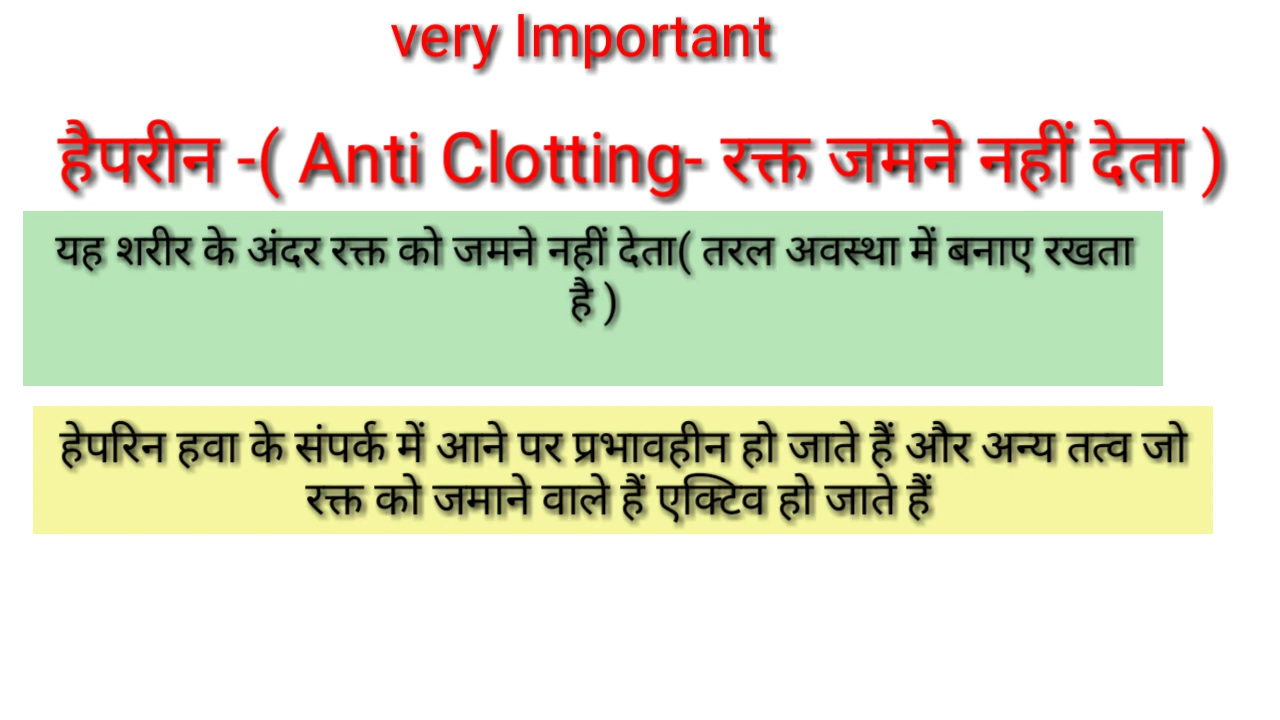 very Important
हैपरीन -( Anti Clotting- रक्त जमने नहीं देता )
यह शरीर के अंदर रक्त को जमने नहीं देता( तरल अवस्था में बनाए रखता
है )
हेपरिन हवा के संपर्क में आने पर प्रभावहीन हो जाते हैं और अन्य तत्व जो
रक्त को जमाने वाले हैं एक्टिव हो जाते हैं